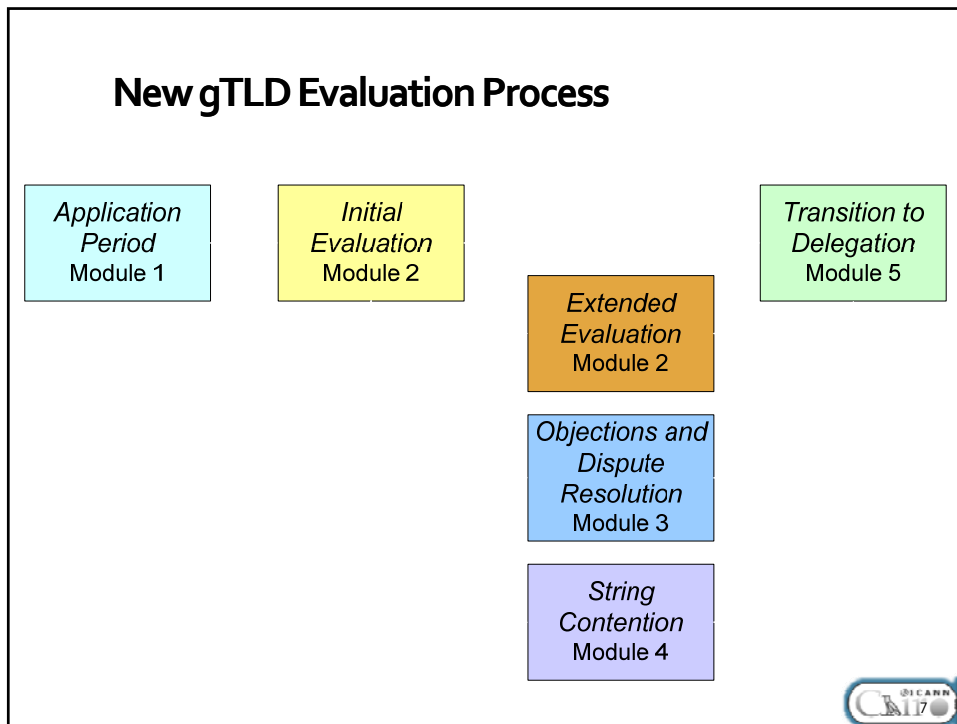 New gTLD Evaluation Process
Application
Period
Module 1
Initial
Evaluation
Module 2
Extended
Evaluation
Module 2
Objections and
Dispute
Resolution
Module 3
String
Contention
Module 4
Transition to
Delegation
Module 5
ICANN
Cairo
7